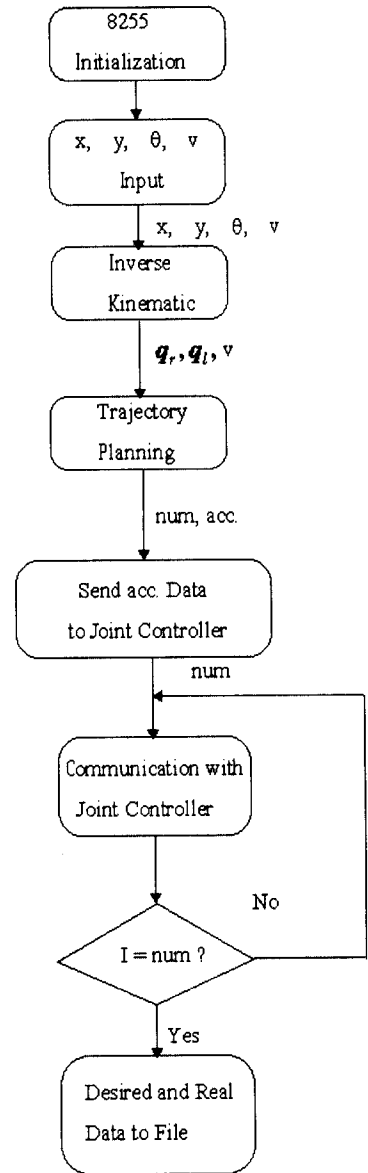 8255
Initialization
x, y, θ, v
Input
x, y, θ, v
Inverse
Kinematic
q_r, q_l, v
Trajectory
Planning
num, acc.
Send acc. Data
to Joint Controller
num
Communication with
Joint Controller
No
I = num ?
Yes
Desired and Real
Data to File